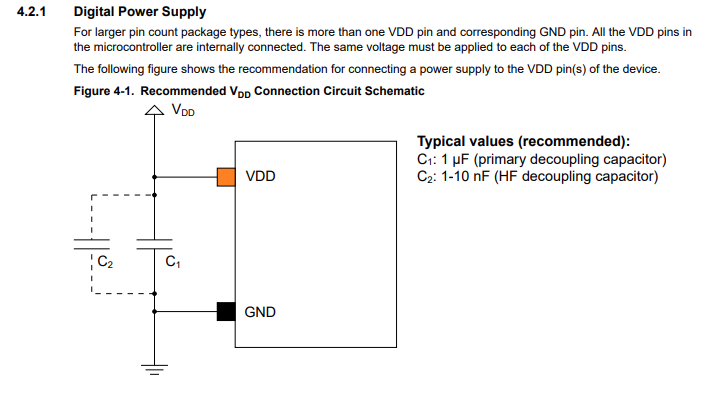 4.2.1 Digital Power Supply
For larger pin count package types, there is more than one VDD pin and corresponding GND pin. All the VDD pins in
the microcontroller are internally connected. The same voltage must be applied to each of the VDD pins.
The following figure shows the recommendation for connecting a power supply to the VDD pin(s) of the device.
Figure 4-1. Recommended VDD Connection Circuit Schematic
VDD
Typical values (recommended):
C1: 1 µF (primary decoupling capacitor)
C2: 1-10 nF (HF decoupling capacitor)
VDD
C2
C1
GND